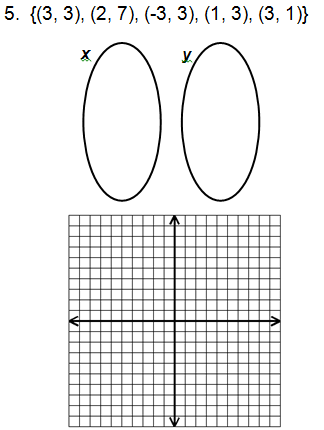 5. {(3, 3), (2, 7), (-3, 3), (1, 3), (3, 1)}
x y